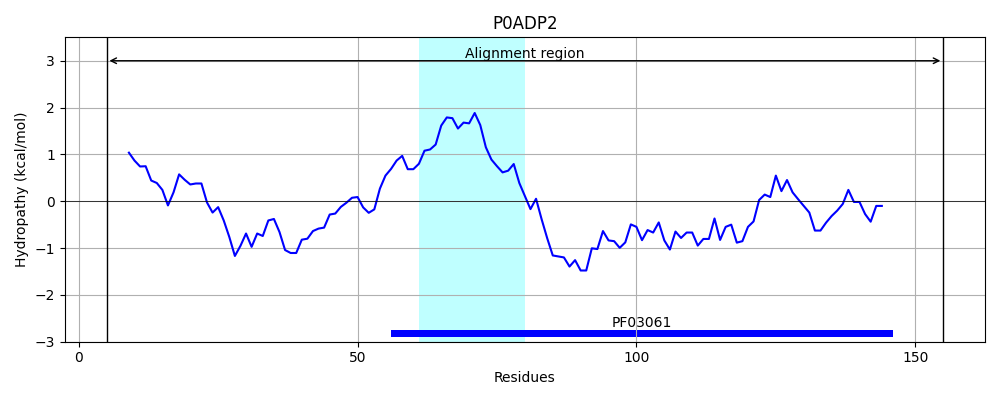 P0ADP2
Alignment region
Hydropathy (kcal/mol)
3
2
1
0
−1
−2
−3
PF03061
0
50
100
150
Residues